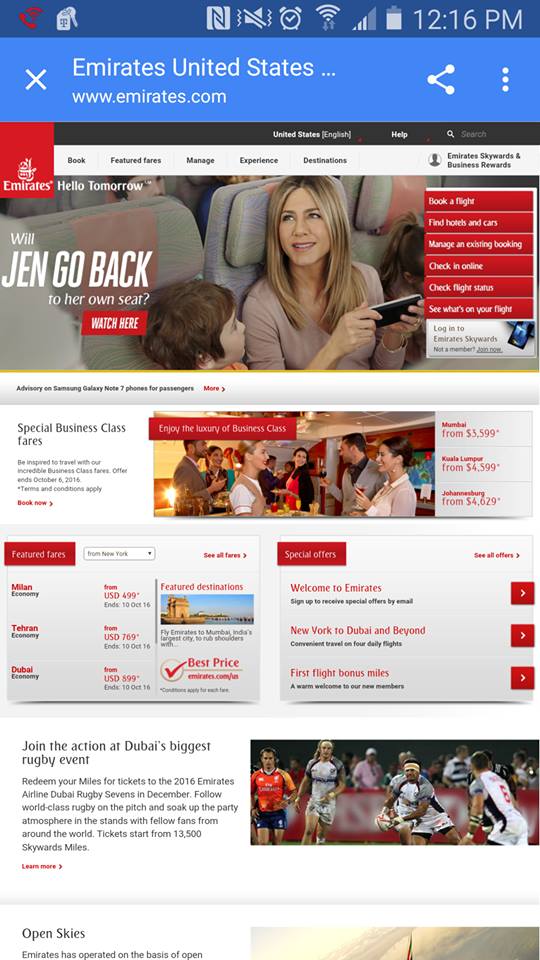 12:16 PM
Emirates United States ...
www.emirates.com
United States [English]
Help
Search
Emirates
Hello Tomorrow
Book
Featured fares
Manage
Experience
Destinations
Emirates Skywards &
Business Rewards
Will
JEN GO BACK
to her own seat?
WATCH HERE
Book a flight
Find hotels and cars
Manage an existing booking
Check in online
Check flight status
See what's on your flight
Log in to
Emirates Skywards
Not a member? Join now.
Advisory on Samsung Galaxy Note 7 phones for passengers
More
Special Business Class
fares
Be inspired to travel with our
incredible Business Class fares. Offer
ends October 6, 2016.
*Terms and conditions apply
Book now
Enjoy the luxury of Business Class
Mumbai
from $3,599*
Kuala Lumpur
from $4,399*
Johannesburg
from $4,629*
Featured fares
from New York
See all fares
Milan
Economy
from
USD 499*
Ends: 10 Oct 16
Tehran
Economy
from
USD 769*
Ends: 10 Oct 16
Dubai
Economy
from
USD 899*
Ends: 10 Oct 16
Featured destinations
Fly Emirates to Mumbai, India's
largest city, to rub shoulders
with...
Best Price
emirates.com/us
*Conditions apply for each fare.
Special offers
See all offers
Welcome to Emirates
Sign up to receive special offers by email
New York to Dubai and Beyond
Convenient travel on four daily flights
First flight bonus miles
A warm welcome to our new members
Join the action at Dubai's biggest
rugby event
Redeem your Miles for tickets to the 2016 Emirates
Airline Dubai Rugby Sevens in December. Follow
world-class rugby on the pitch and soak up the party
atmosphere in the stands with fellow fans from
around the world. Tickets start from 13,500
Skywards Miles.
Learn more
Open Skies
Emirates has operated on the basis of open